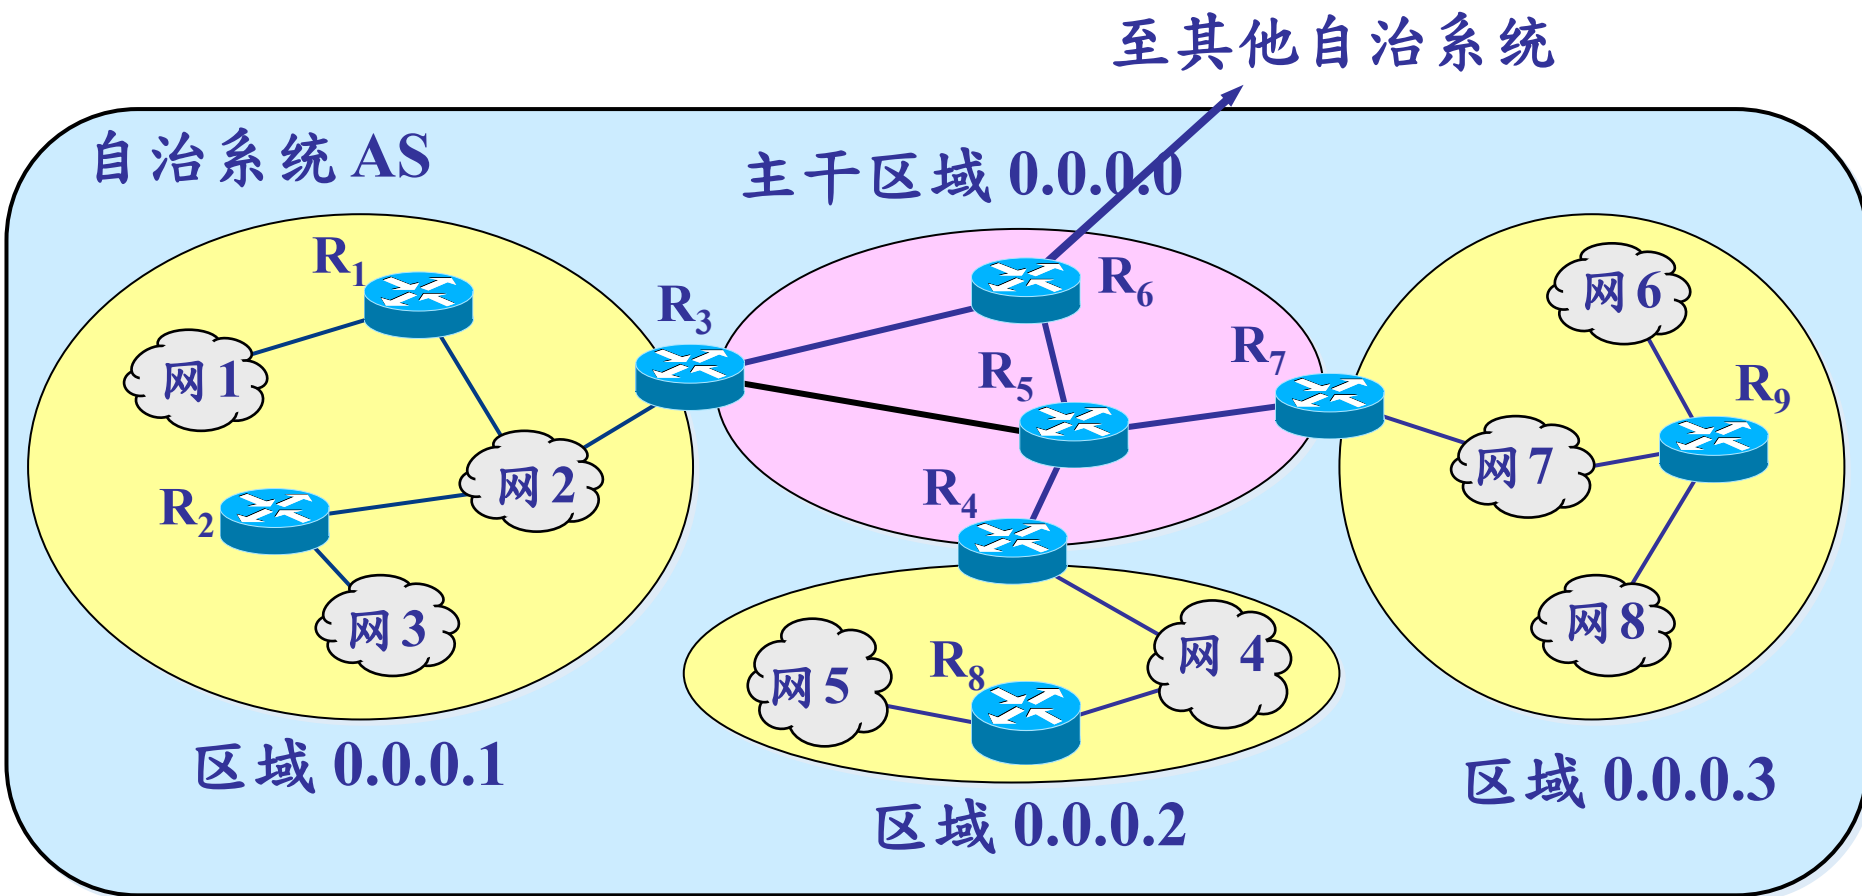 至其他自治系统
自治系统 AS
主干区域 0.0.0.0
R1
R3
R6
R5
R7
R9
R2
R4
R8
网 1
网 2
网 3
网 6
网 7
网 8
网 5
网 4
区域 0.0.0.1
区域 0.0.0.2
区域 0.0.0.3